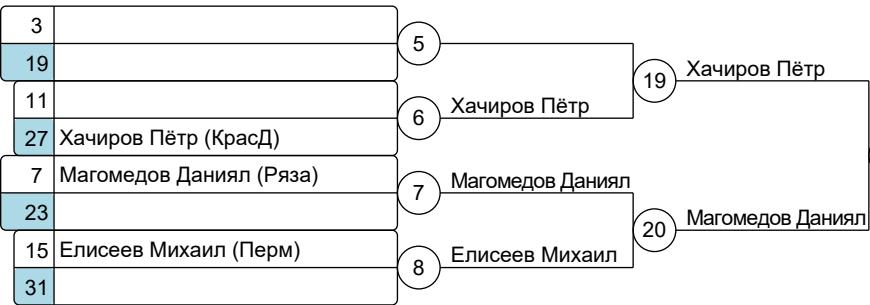 3
19
5
11
27 Хачиров Пётр (КрасД)
6
Хачиров Пётр
19
Хачиров Пётр
7 Магомедов Даниял (Ряза)
23
7
Магомедов Даниял
15 Елисеев Михаил (Перм)
31
8
Елисеев Михаил
20
Магомедов Даниял